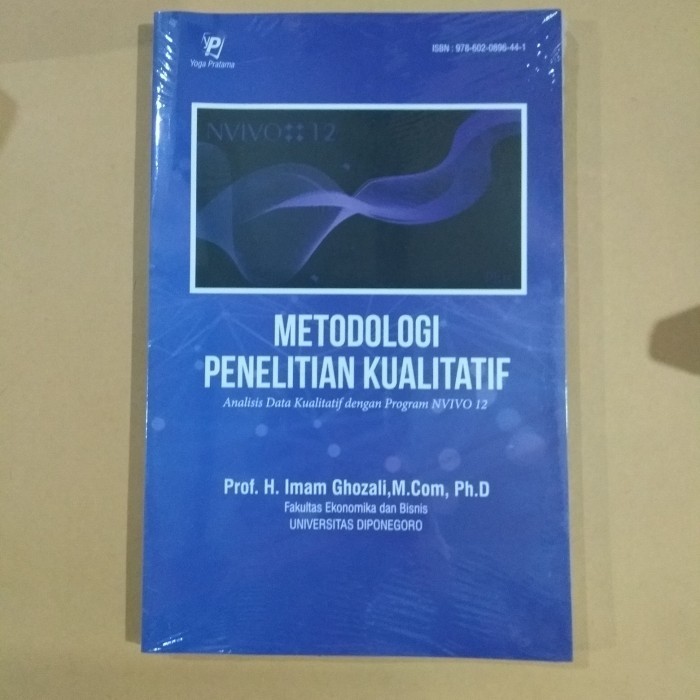 YP
Yoga Pratama
ISBN : 978-602-0896-44-1
NVIVO 12
METODOLOGI
PENELITIAN KUALITATIF
Analisis Data Kualitatif dengan Program NVIVO 12
Prof. H. Imam Ghozali,M.Com, Ph.D
Fakultas Ekonomika dan Bisnis
UNIVERSITAS DIPONEGORO